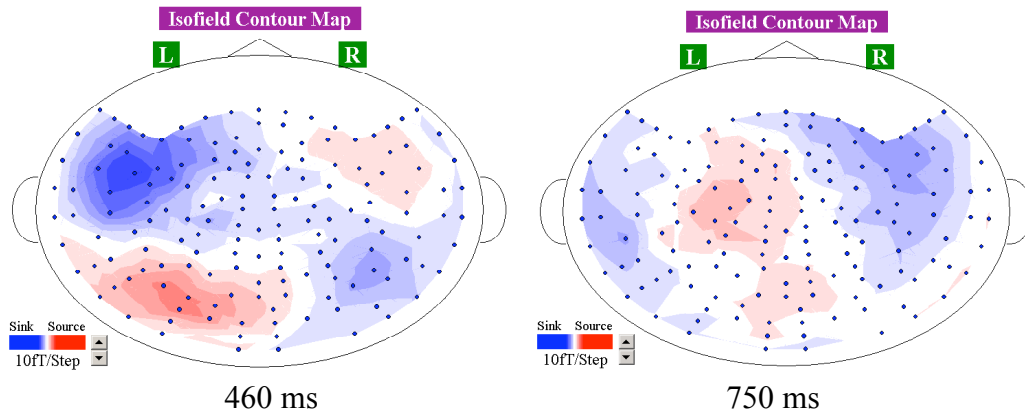 Isofield Contour Map
L R
Sink Source
10fT/Step
460 ms
Isofield Contour Map
L R
Sink Source
10fT/Step
750 ms